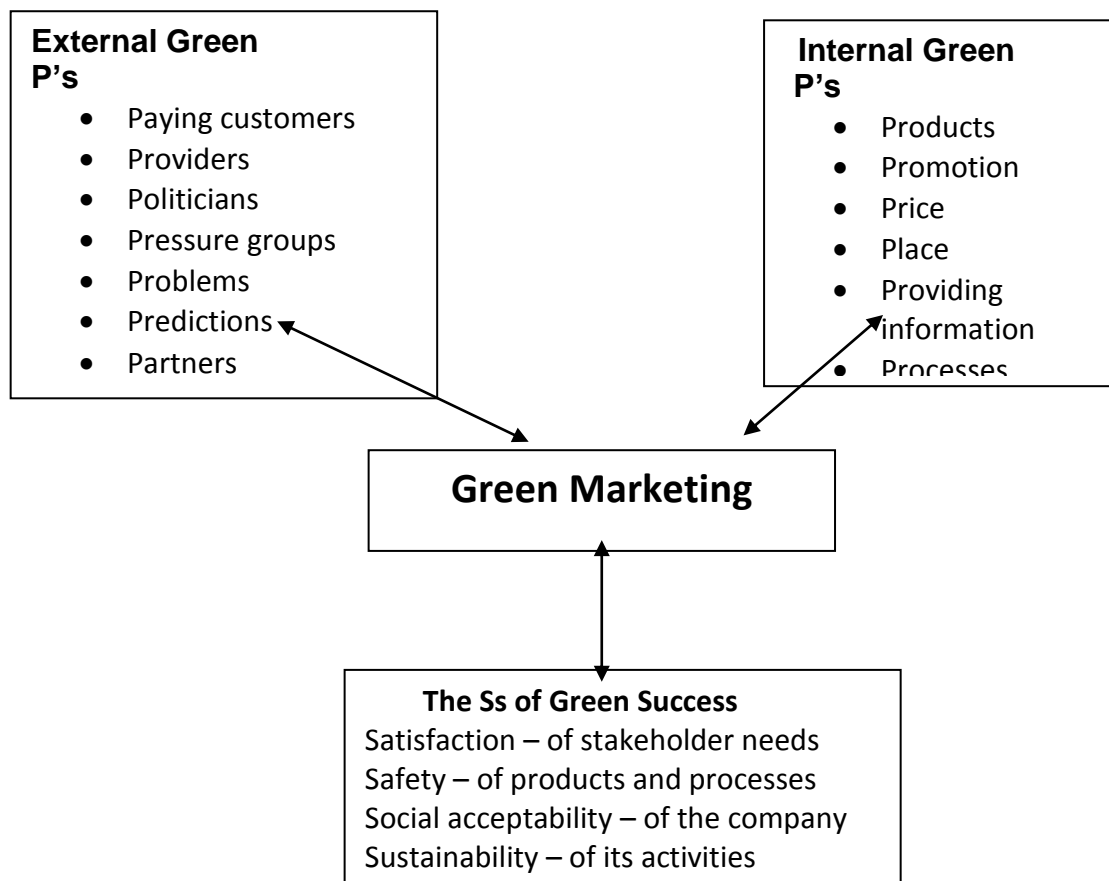 External Green
P’s
• Paying customers
• Providers
• Politicians
• Pressure groups
• Problems
• Predictions
• Partners
Internal Green
P’s
• Products
• Promotion
• Price
• Place
• Providing
information
• Processes
Green Marketing
The Ss of Green Success
Satisfaction – of stakeholder needs
Safety – of products and processes
Social acceptability – of the company
Sustainability – of its activities